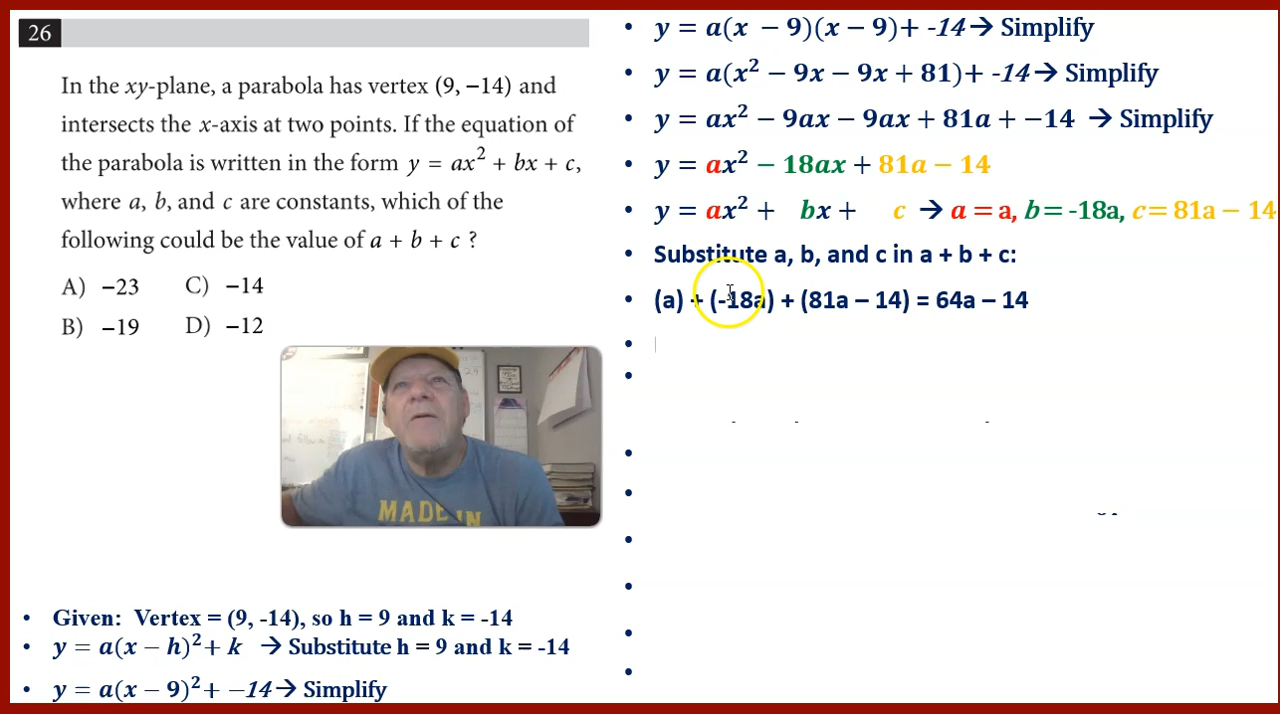 26
In the xy-plane, a parabola has vertex (9, −14) and
intersects the x-axis at two points. If the equation of
the parabola is written in the form y = ax² + bx + c,
where a, b, and c are constants, which of the
following could be the value of a + b + c ?
A) −23 C) −14
B) −19 D) −12
MADE IN
• Given: Vertex = (9, -14), so h = 9 and k = -14
• y = a(x − h)²+ k → Substitute h = 9 and k = -14
• y = a(x − 9)²+ −14→ Simplify
• y = a(x − 9)(x − 9)+ -14→ Simplify
• y = a(x² − 9x − 9x + 81)+ -14→ Simplify
• y = ax² − 9ax − 9ax + 81a + −14 → Simplify
• y = ax² − 18ax + 81a − 14
• y = ax² + bx + c → a = a, b= -18a, c= 81a − 14
• Substitute a, b, and c in a + b + c:
• (a) + (-18a) + (81a – 14) = 64a – 14